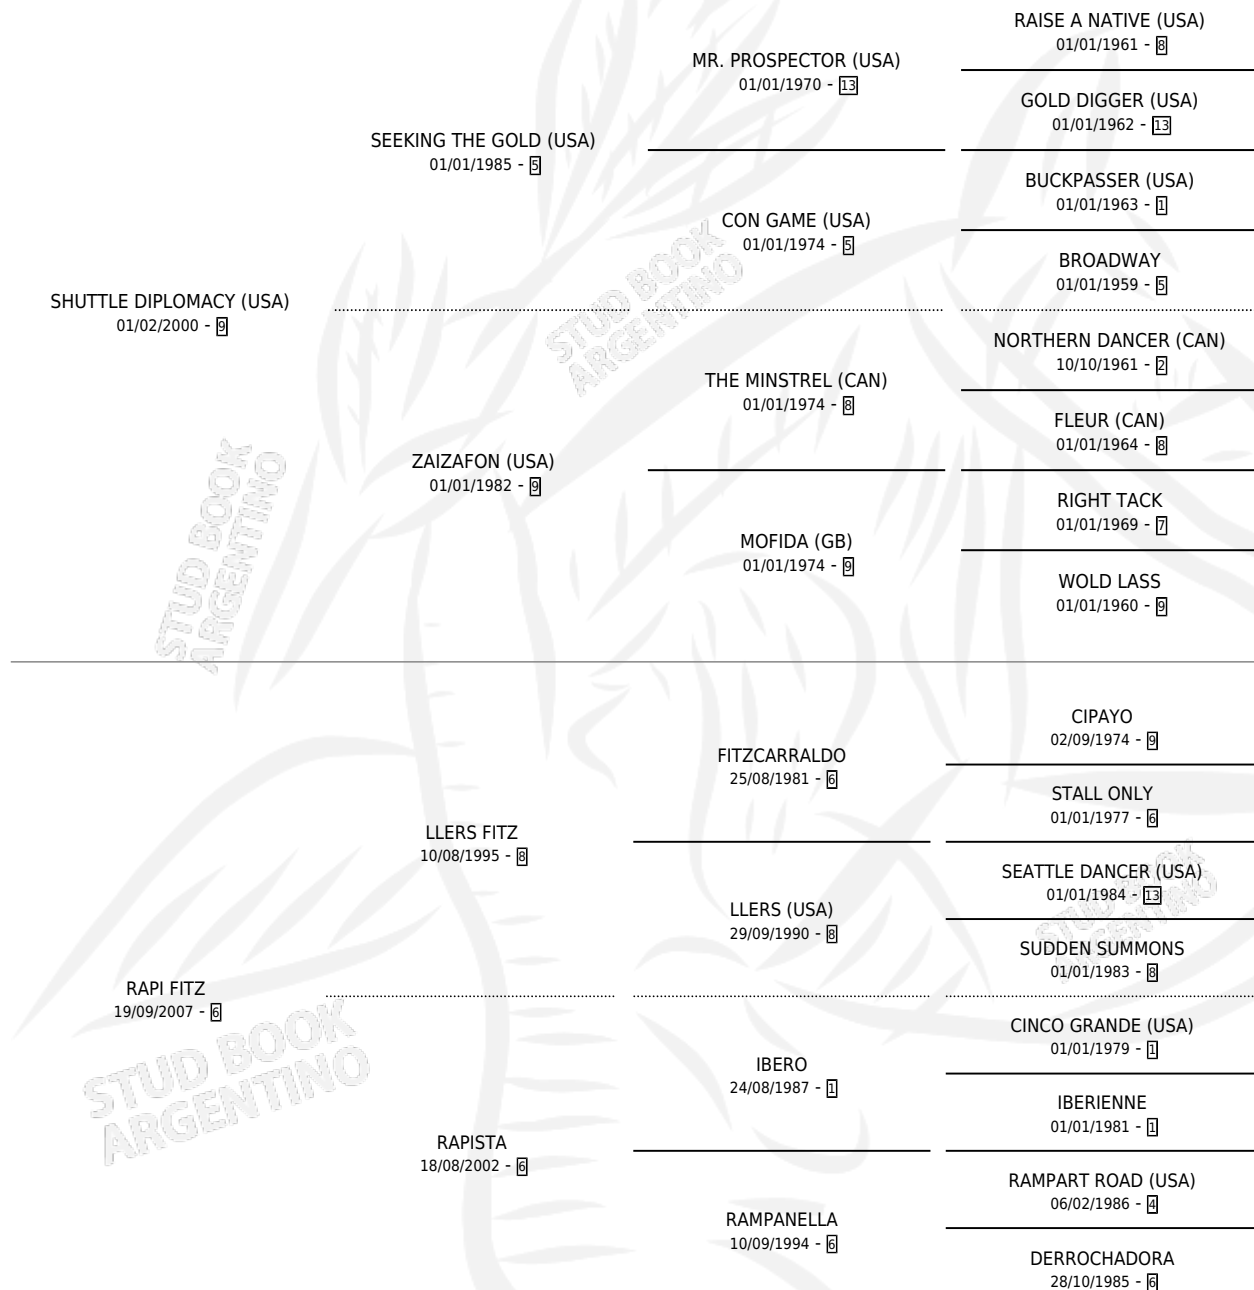 RAISE A NATIVE (USA)
01/01/1961 - 8
MR. PROSPECTOR (USA)
01/01/1970 - 13
GOLD DIGGER (USA)
01/01/1962 - 13
SEEKING THE GOLD (USA)
01/01/1985 - 5
BUCKPASSER (USA)
01/01/1963 - 1
CON GAME (USA)
01/01/1974 - 5
BROADWAY
01/01/1959 - 5
SHUTTLE DIPLOMACY (USA)
01/02/2000 - 9
STUD BOOK
ARGENTINO
NORTHERN DANCER (CAN)
10/10/1961 - 2
THE MINSTREL (CAN)
01/01/1974 - 8
FLEUR (CAN)
01/01/1964 - 8
ZAIZAFON (USA)
01/01/1982 - 9
RIGHT TACK
01/01/1969 - 7
MOFIDA (GB)
01/01/1974 - 9
WOLD LASS
01/01/1960 - 9
STUD BOOK
ARGENTINO
CIPAYO
02/09/1974 - 9
FITZCARRALDO
25/08/1981 - 6
STALL ONLY
01/01/1977 - 6
LLERS FITZ
10/08/1995 - 8
SEATTLE DANCER (USA)
01/01/1984 - 13
LLERS (USA)
29/09/1990 - 8
STUD BOOK
ARGENTINO
SUDDEN SUMMONS
01/01/1983 - 8
RAPI FITZ
19/09/2007 - 6
STUD BOOK
ARGENTINO
CINCO GRANDE (USA)
01/01/1979 - 1
IBERO
24/08/1987 - 1
IBERIENNE
01/01/1981 - 1
RAPISTA
18/08/2002 - 6
RAMPART ROAD (USA)
06/02/1986 - 4
RAMPANELLA
10/09/1994 - 6
DERROCHADORA
28/10/1985 - 6